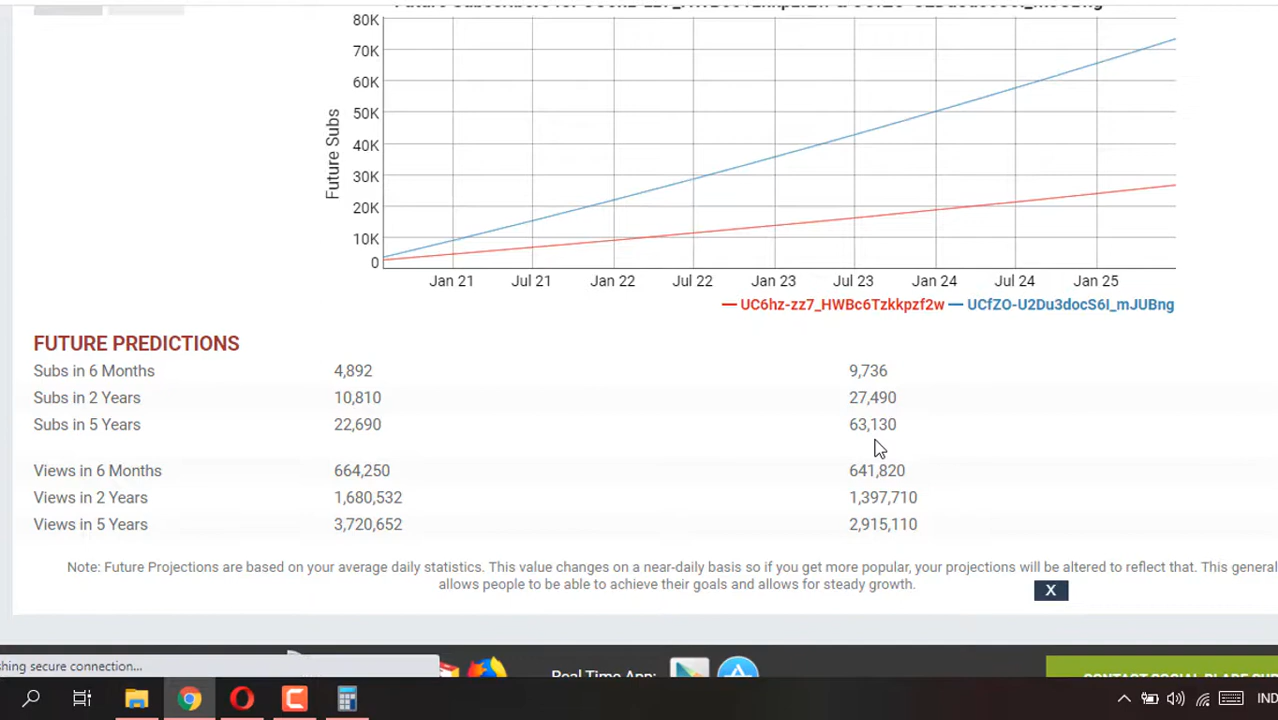 80K
70K
60K
50K
40K
30K
20K
10K
0
Future Subs
Jan 21 Jul 21 Jan 22 Jul 22 Jan 23 Jul 23 Jan 24 Jul 24 Jan 25
UC6hz-zz7_HWBc6Tzkkpzf2w UCfZO-U2Du3docS6I_mJUBng
FUTURE PREDICTIONS
Subs in 6 Months 4,892 9,736
Subs in 2 Years 10,810 27,490
Subs in 5 Years 22,690 63,130
Views in 6 Months 664,250 641,820
Views in 2 Years 1,680,532 1,397,710
Views in 5 Years 3,720,652 2,915,110
Note: Future Projections are based on your average daily statistics. This value changes on a near-daily basis so if you get more popular, your projections will be altered to reflect that. This general
allows people to be able to achieve their goals and allows for steady growth.
X
hing secure connection...
Real Time App:
IND